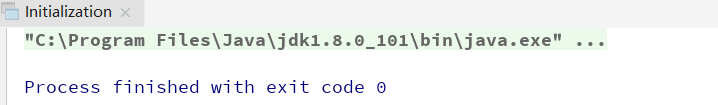 Initialization
"C:\Program Files\Java\jdk1.8.0_101\bin\java.exe" ...
Process finished with exit code 0